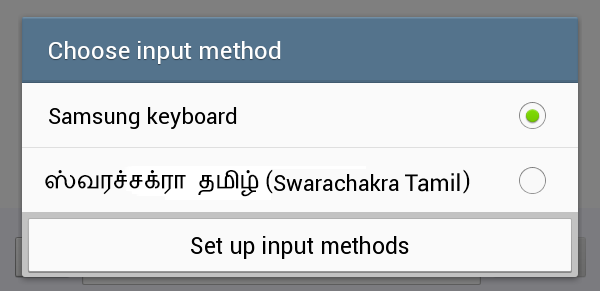 Choose input method
Samsung keyboard
ஸ்வரச்சக்ரா தமிழ் (Swarachakra Tamil)
Set up input methods